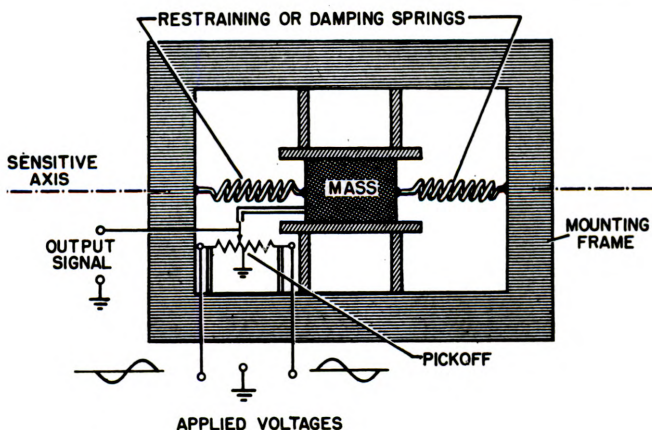 RESTRAINING OR DAMPING SPRINGS
SENSITIVE
AXIS
MASS
MOUNTING
FRAME
OUTPUT
SIGNAL
PICKOFF
APPLIED VOLTAGES